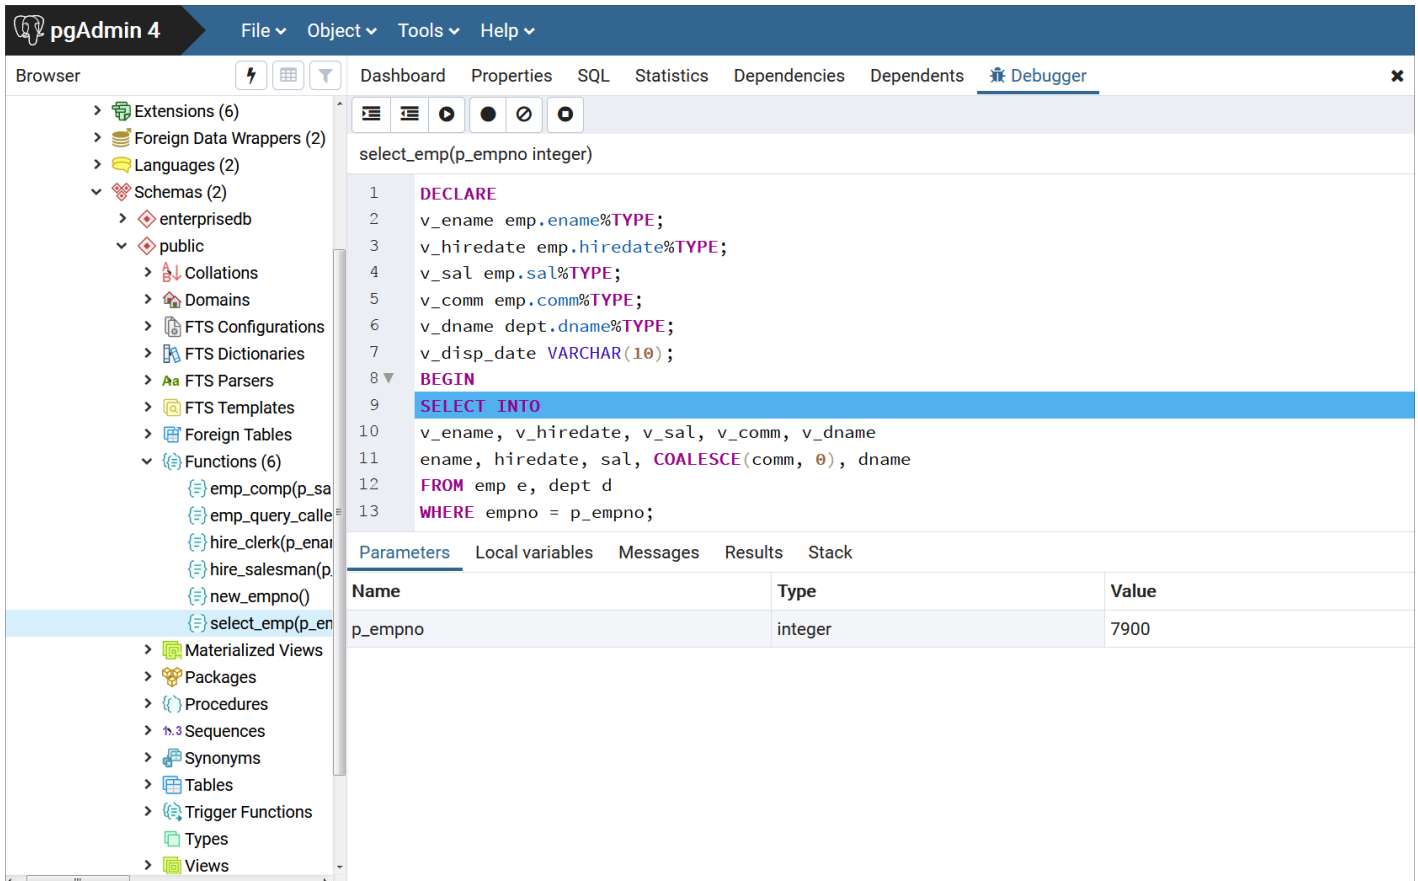 pgAdmin 4
File Object Tools Help
Browser
Dashboard Properties SQL Statistics Dependencies Dependents Debugger
Extensions (6)
Foreign Data Wrappers (2)
Languages (2)
Schemas (2)
enterprisedb
public
Collations
Domains
FTS Configurations
FTS Dictionaries
Aa FTS Parsers
FTS Templates
Foreign Tables
Functions (6)
emp_comp(p_sa
emp_query_calle
hire_clerk(p_enar
hire_salesman(p_
new_empno()
select_emp(p_en
Materialized Views
Packages
Procedures
1..3 Sequences
Synonyms
Tables
Trigger Functions
Types
Views
select_emp(p_empno integer)
1 DECLARE
2 v_ename emp.ename%TYPE;
3 v_hiredate emp.hiredate%TYPE;
4 v_sal emp.sal%TYPE;
5 v_comm emp.comm%TYPE;
6 v_dname dept.dname%TYPE;
7 v_disp_date VARCHAR(10);
8 BEGIN
9 SELECT INTO
10 v_ename, v_hiredate, v_sal, v_comm, v_dname
11 ename, hiredate, sal, COALESCE(comm, 0), dname
12 FROM emp e, dept d
13 WHERE empno = p_empno;
Parameters Local variables Messages Results Stack
Name Type Value
p_empno integer 7900